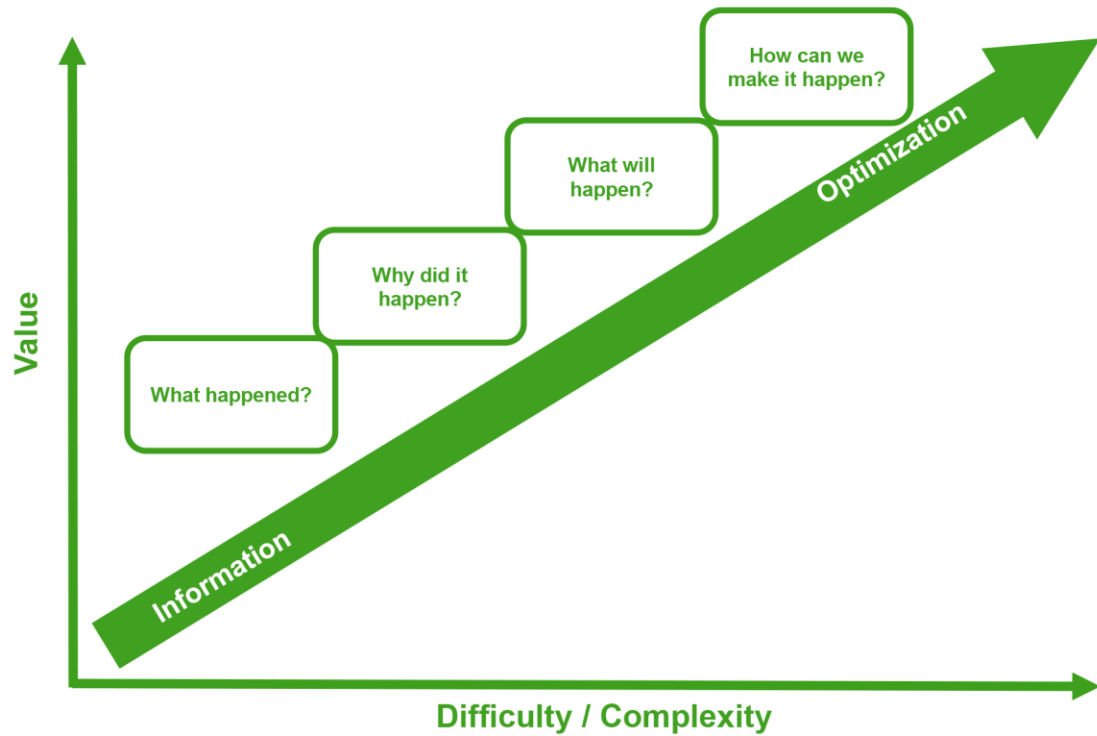 How can we
make it happen?
What will
happen?
Optimization
Why did it
happen?
Value
What happened?
Information
Difficulty / Complexity